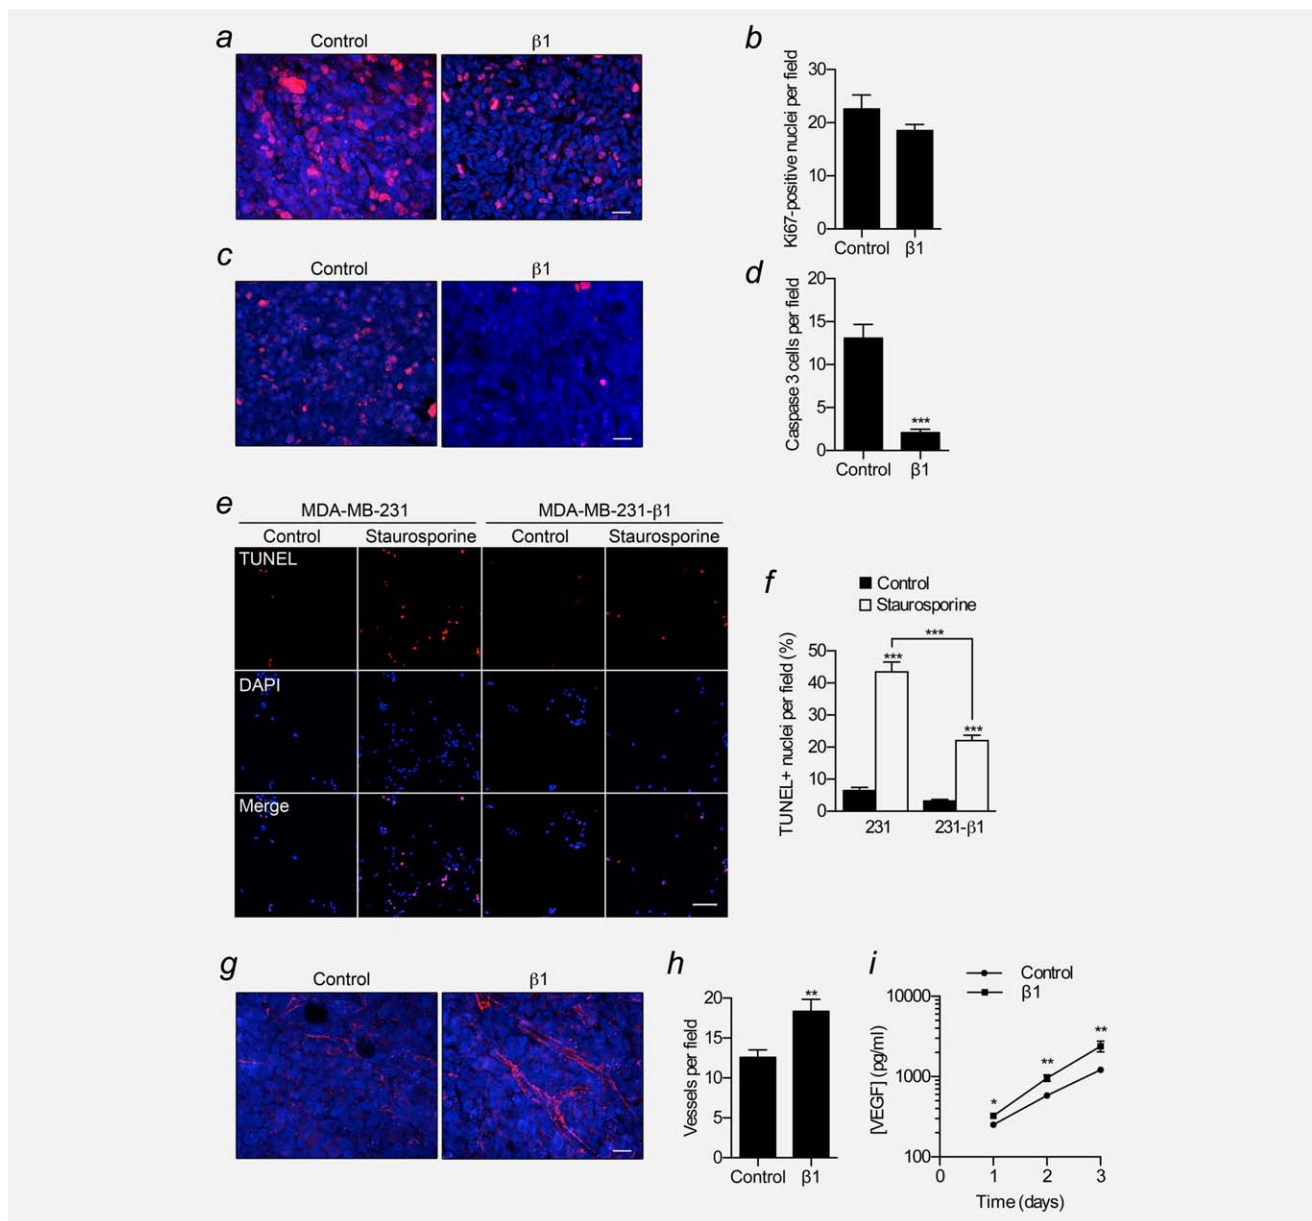 a
Control
β1
b
Ki67-positive nuclei per field
30
20
10
0
Control
β1
c
Control
β1
d
Caspase 3 cells per field
20
15
10
5
0
***
Control
β1
e
MDA-MB-231
MDA-MB-231-β1
Control
Staurosporine
Control
Staurosporine
TUNEL
DAPI
Merge
f
Control
Staurosporine
TUNEL+ nuclei per field (%)
50
40
30
20
10
0
***
***
***
231
231-β1
g
Control
β1
h
Vessels per field
20
15
10
5
0
**
Control
β1
i
Control
β1
[VEGF] (pg/ml)
10000
1000
100
*
**
**
0
1
2
3
Time (days)